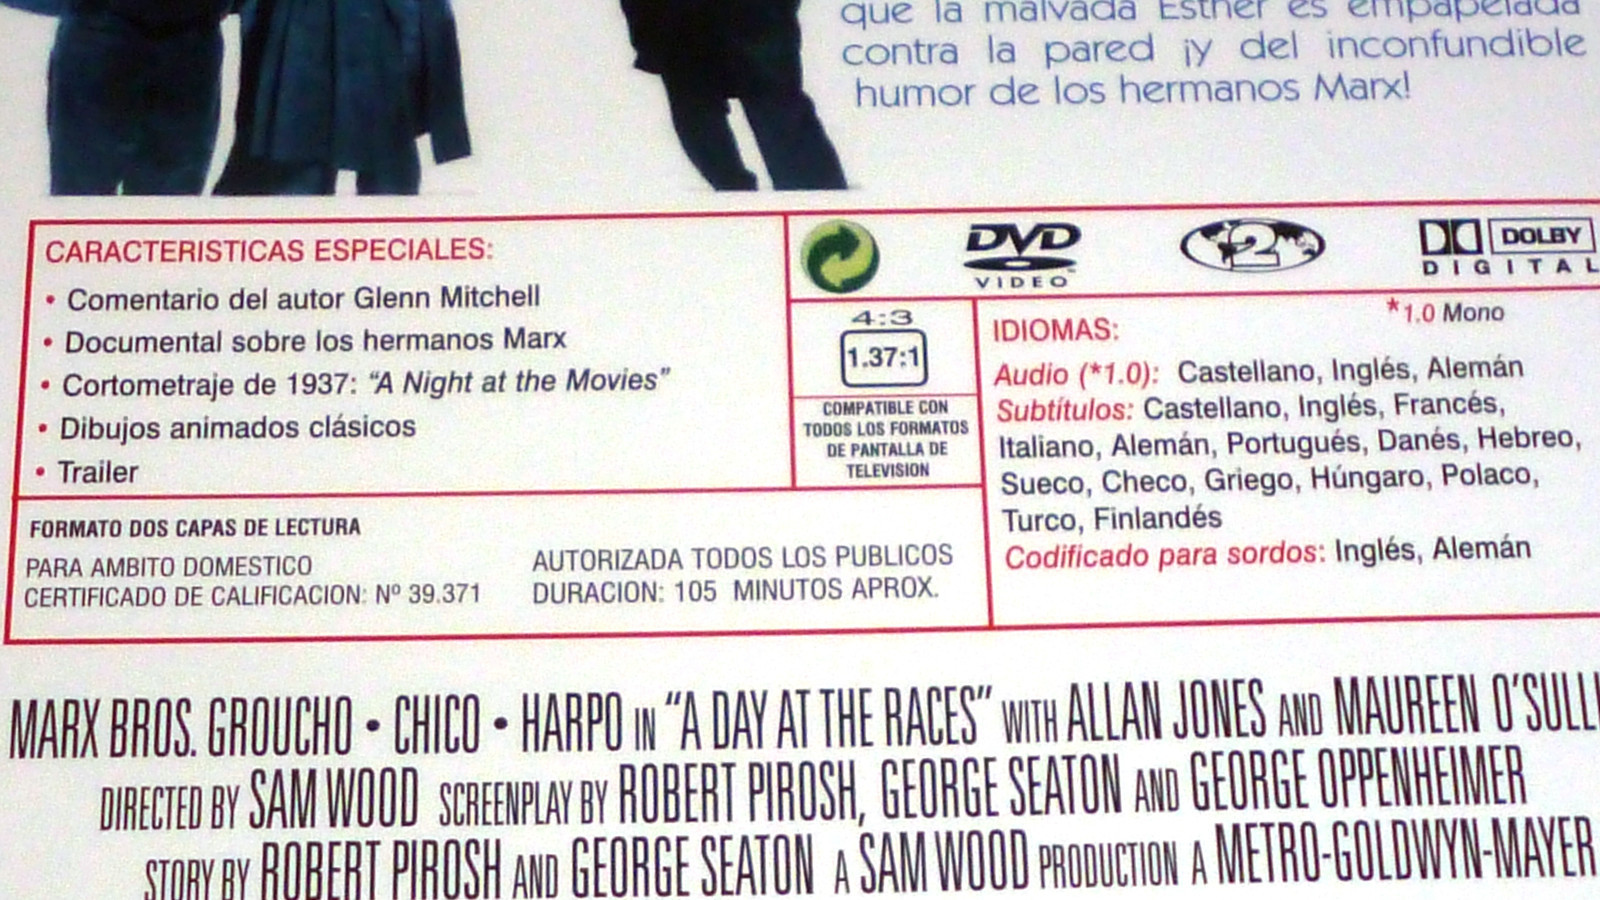 que la malvada Esther es empapelada
contra la pared ¡y del inconfundible
humor de los hermanos Marx!
CARACTERISTICAS ESPECIALES:
• Comentario del autor Glenn Mitchell
• Documental sobre los hermanos Marx
• Cortometraje de 1937: “A Night at the Movies”
• Dibujos animados clásicos
• Trailer
DVD
VIDEO™
2
DOLBY
DIGITAL
4:3
1.37:1
COMPATIBLE CON
TODOS LOS FORMATOS
DE PANTALLA DE
TELEVISION
*1.0 Mono
IDIOMAS:
Audio (*1.0): Castellano, Inglés, Alemán
Subtítulos: Castellano, Inglés, Francés,
Italiano, Alemán, Portugués, Danés, Hebreo,
Sueco, Checo, Griego, Húngaro, Polaco,
Turco, Finlandés
Codificado para sordos: Inglés, Alemán
FORMATO DOS CAPAS DE LECTURA
PARA AMBITO DOMESTICO
CERTIFICADO DE CALIFICACION: Nº 39.371
AUTORIZADA TODOS LOS PUBLICOS
DURACION: 105 MINUTOS APROX.
MARX BROS. GROUCHO • CHICO • HARPO IN “A DAY AT THE RACES” WITH ALLAN JONES AND MAUREEN O'SULLI
DIRECTED BY SAM WOOD SCREENPLAY BY ROBERT PIROSH, GEORGE SEATON AND GEORGE OPPENHEIMER
STORY BY ROBERT PIROSH AND GEORGE SEATON A SAM WOOD PRODUCTION A METRO-GOLDWYN-MAYER